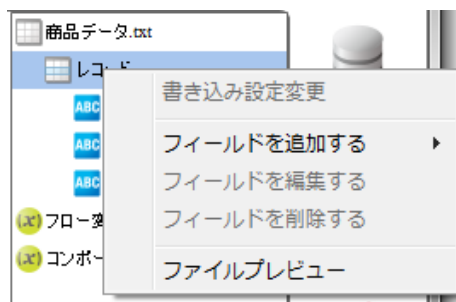 商品データ.txt
レコード
ABC
ABC
ABC
(x) フロー変
(x) コンポー
書き込み設定変更
フィールドを追加する
フィールドを編集する
フィールドを削除する
ファイルプレビュー